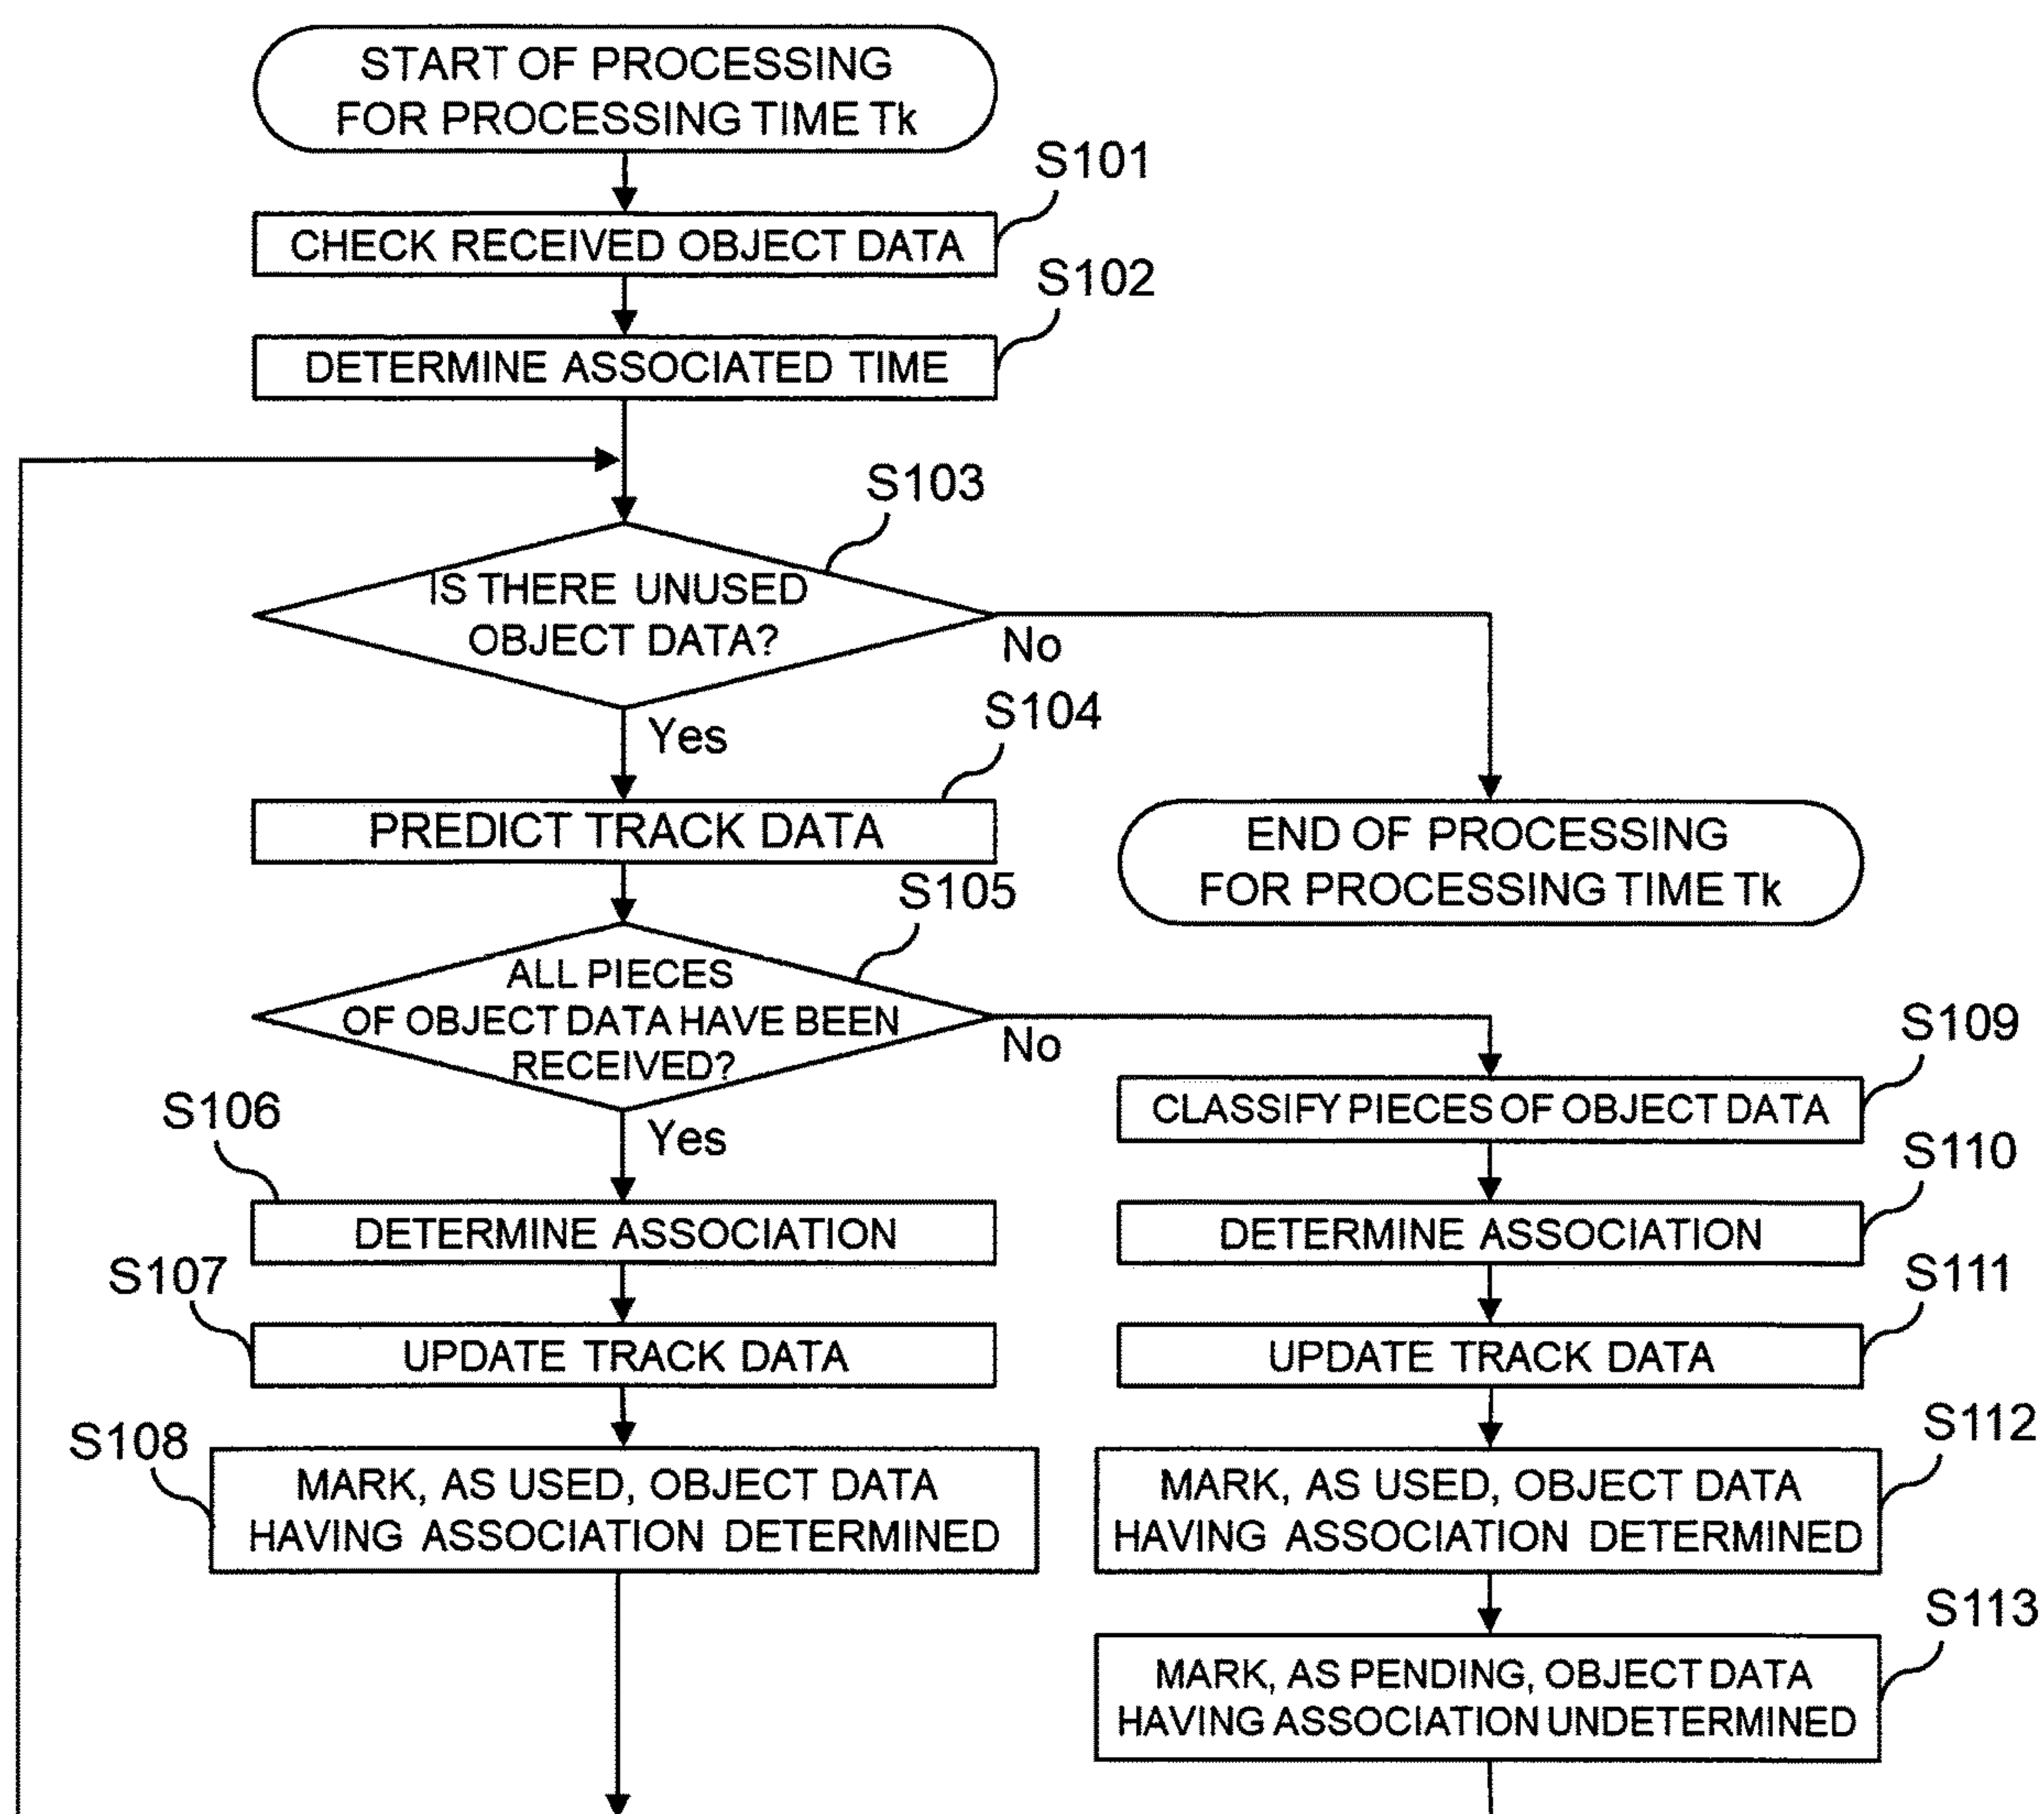 START OF PROCESSING
FOR PROCESSING TIME Tk
S101
CHECK RECEIVED OBJECT DATA
S102
DETERMINE ASSOCIATED TIME
S103
IS THERE UNUSED
OBJECT DATA?
No
Yes
S104
PREDICT TRACK DATA
END OF PROCESSING
FOR PROCESSING TIME Tk
S105
ALL PIECES
OF OBJECT DATA HAVE BEEN
RECEIVED?
No
Yes
S109
CLASSIFY PIECES OF OBJECT DATA
S106
DETERMINE ASSOCIATION
S110
DETERMINE ASSOCIATION
S107
UPDATE TRACK DATA
S111
UPDATE TRACK DATA
S108
MARK, AS USED, OBJECT DATA
HAVING ASSOCIATION DETERMINED
S112
MARK, AS USED, OBJECT DATA
HAVING ASSOCIATION DETERMINED
S113
MARK, AS PENDING, OBJECT DATA
HAVING ASSOCIATION UNDETERMINED